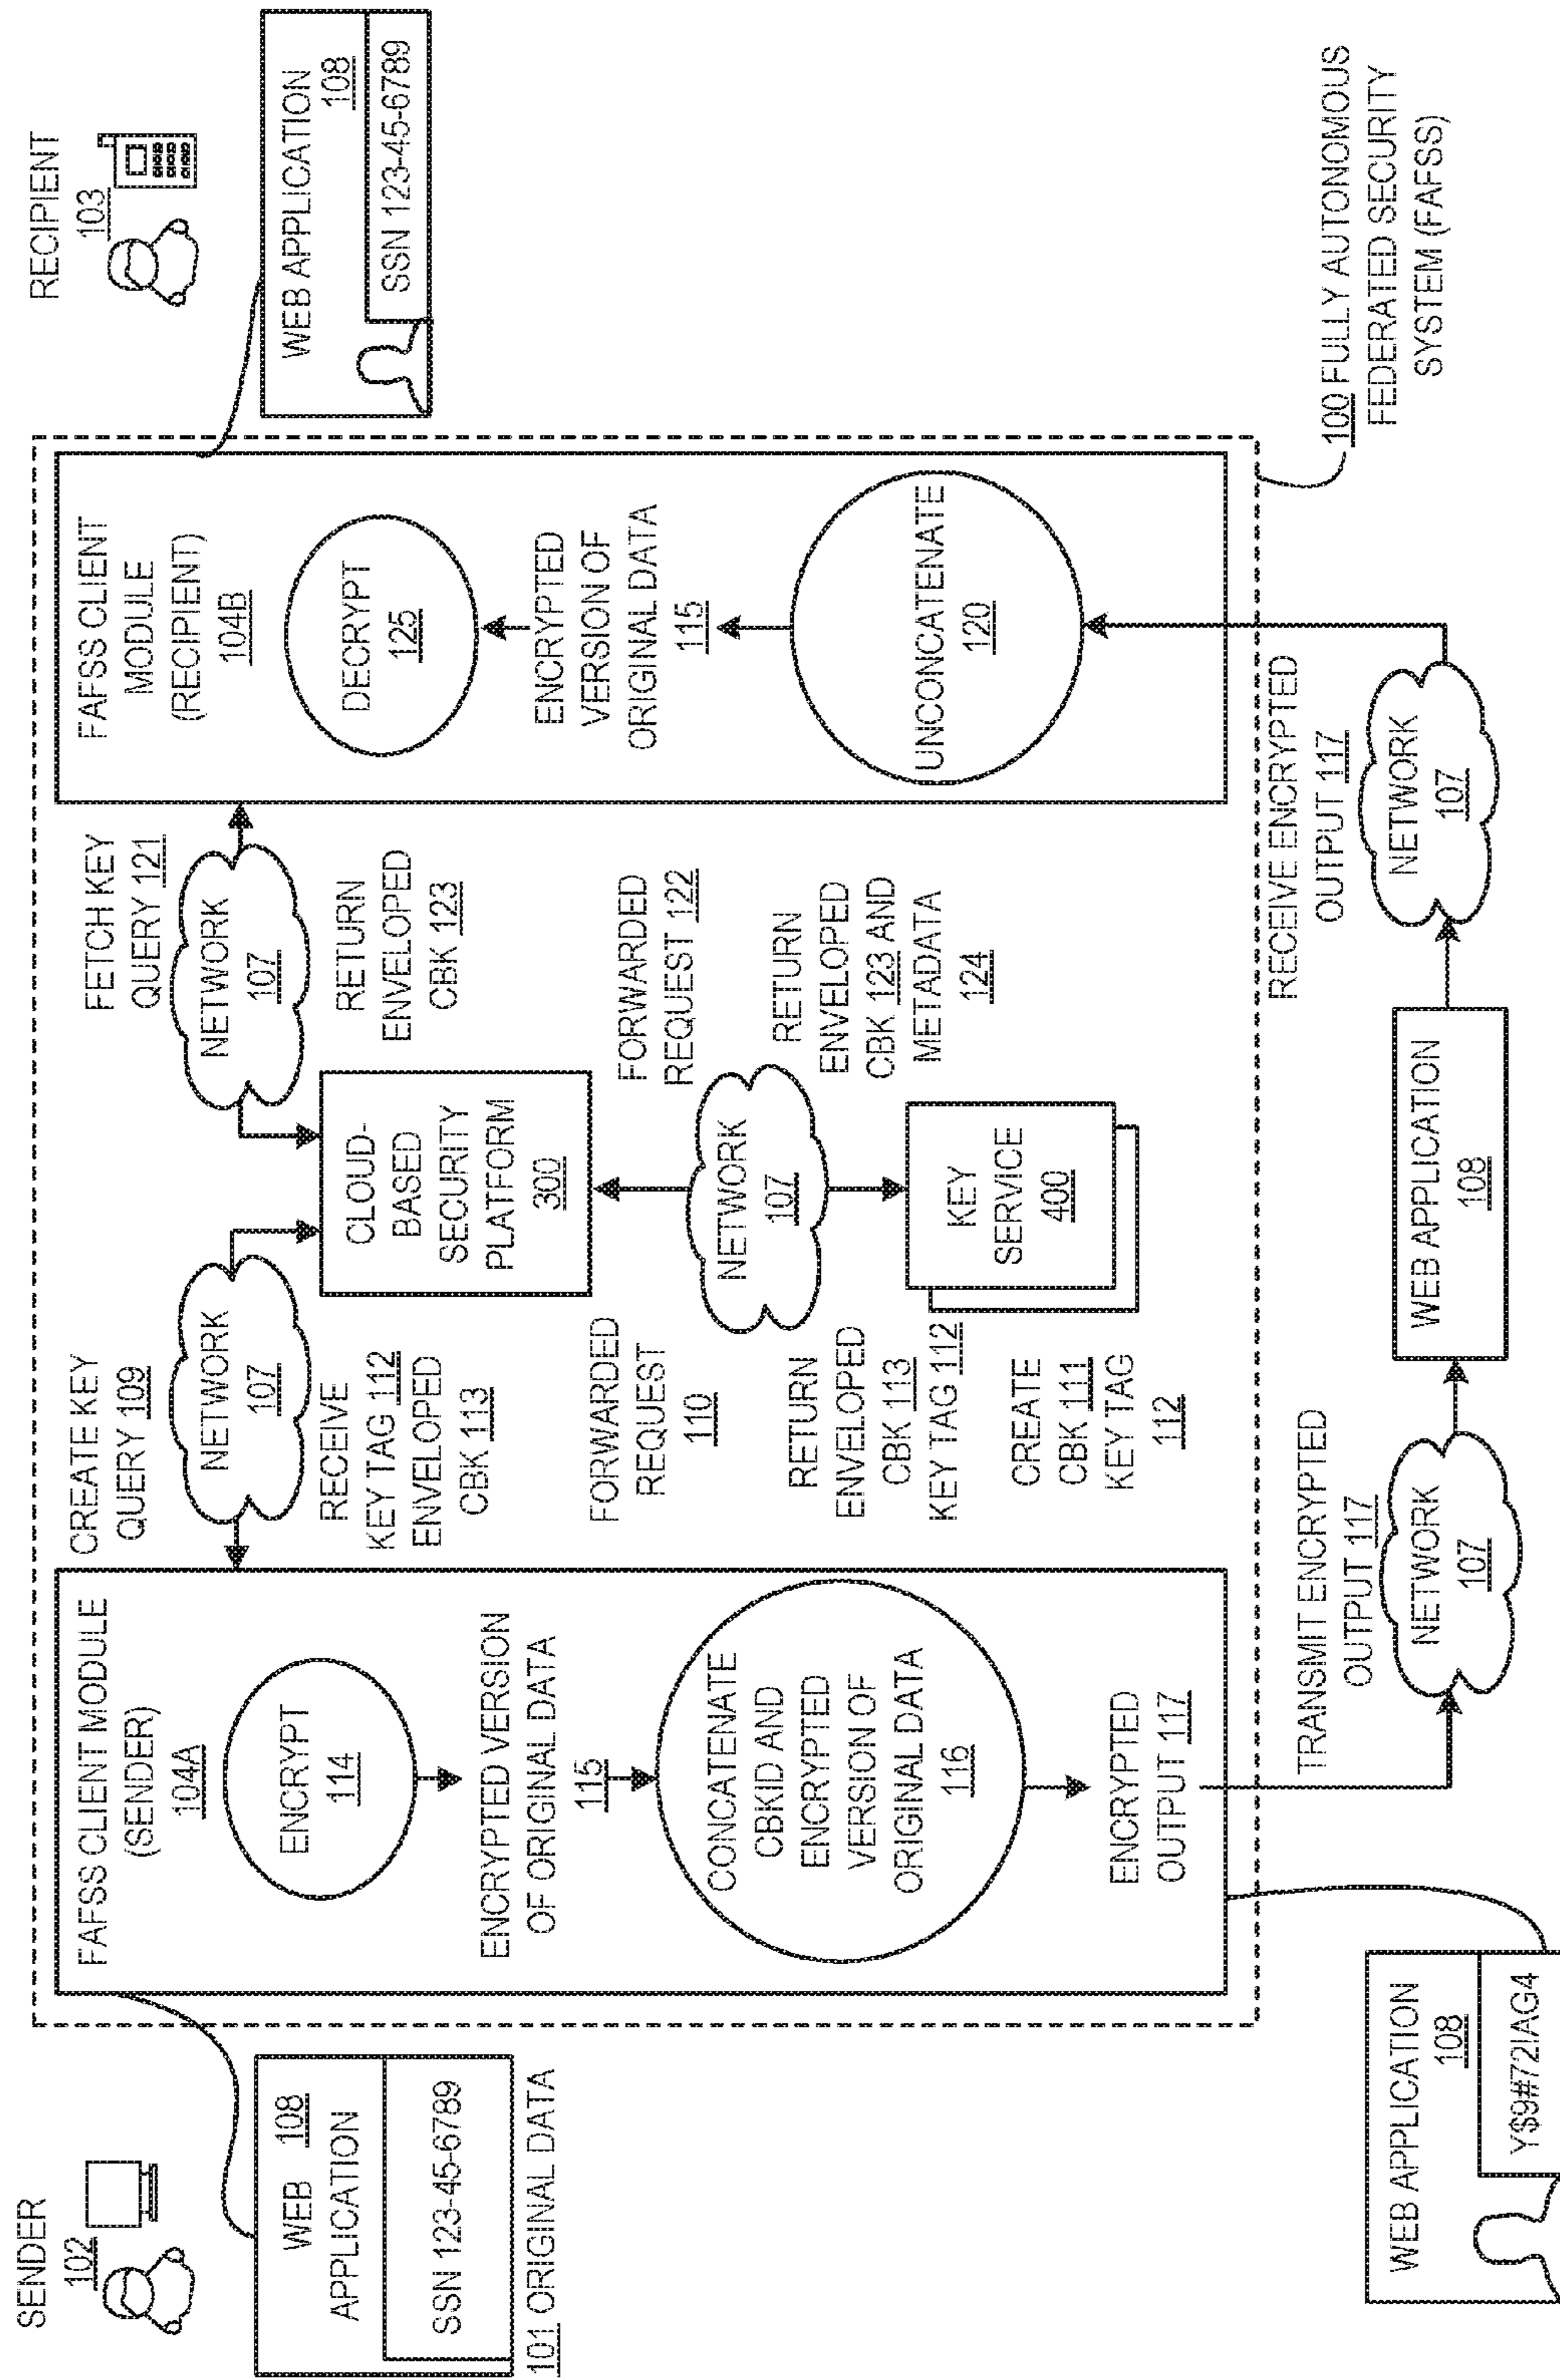 SENDER
102
WEB 108
APPLICATION
SSN 123-45-6789
101 ORIGINAL DATA
FAFSS CLIENT MODULE
(SENDER)
104A
ENCRYPT
114
ENCRYPTED VERSION
OF ORIGINAL DATA
115
CONCATENATE
CBKID AND
ENCRYPTED
VERSION OF
ORIGINAL DATA
116
ENCRYPTED
OUTPUT 117
WEB APPLICATION
108
Y$9#72!AG4
CREATE KEY
QUERY 109
NETWORK
107
RECEIVE
KEY TAG 112
ENVELOPED
CBK 113
FORWARDED
REQUEST
110
RETURN
ENVELOPED
CBK 113
KEY TAG 112
CREATE
CBK 111
KEY TAG
112
CLOUD-
BASED
SECURITY
PLATFORM
300
NETWORK
107
KEY
SERVICE
400
FETCH KEY
QUERY 121
NETWORK
107
RETURN
ENVELOPED
CBK 123
FORWARDED
REQUEST 122
RETURN
ENVELOPED
CBK 123 AND
METADATA
124
FAFSS CLIENT
MODULE
(RECIPIENT)
104B
DECRYPT
125
ENCRYPTED
VERSION OF
ORIGINAL DATA
115
UNCONCATENATE
120
TRANSMIT ENCRYPTED
OUTPUT 117
NETWORK
107
WEB APPLICATION
108
RECEIVE ENCRYPTED
OUTPUT 117
NETWORK
107
RECIPIENT
103
WEB APPLICATION
108
SSN 123-45-6789
100 FULLY AUTONOMOUS
FEDERATED SECURITY
SYSTEM (FAFSS)